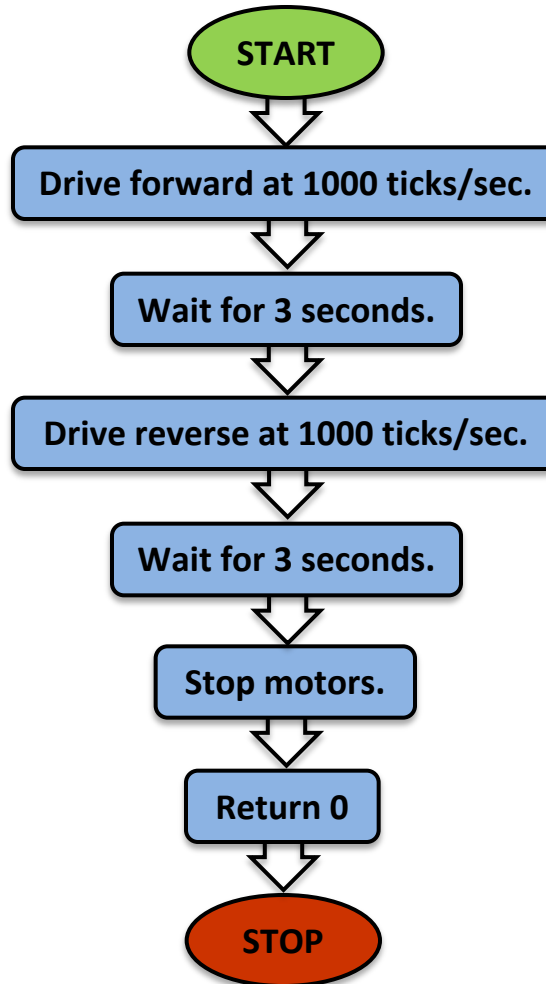 START
Drive forward at 1000 ticks/sec.
Wait for 3 seconds.
Drive reverse at 1000 ticks/sec.
Wait for 3 seconds.
Stop motors.
Return 0
STOP